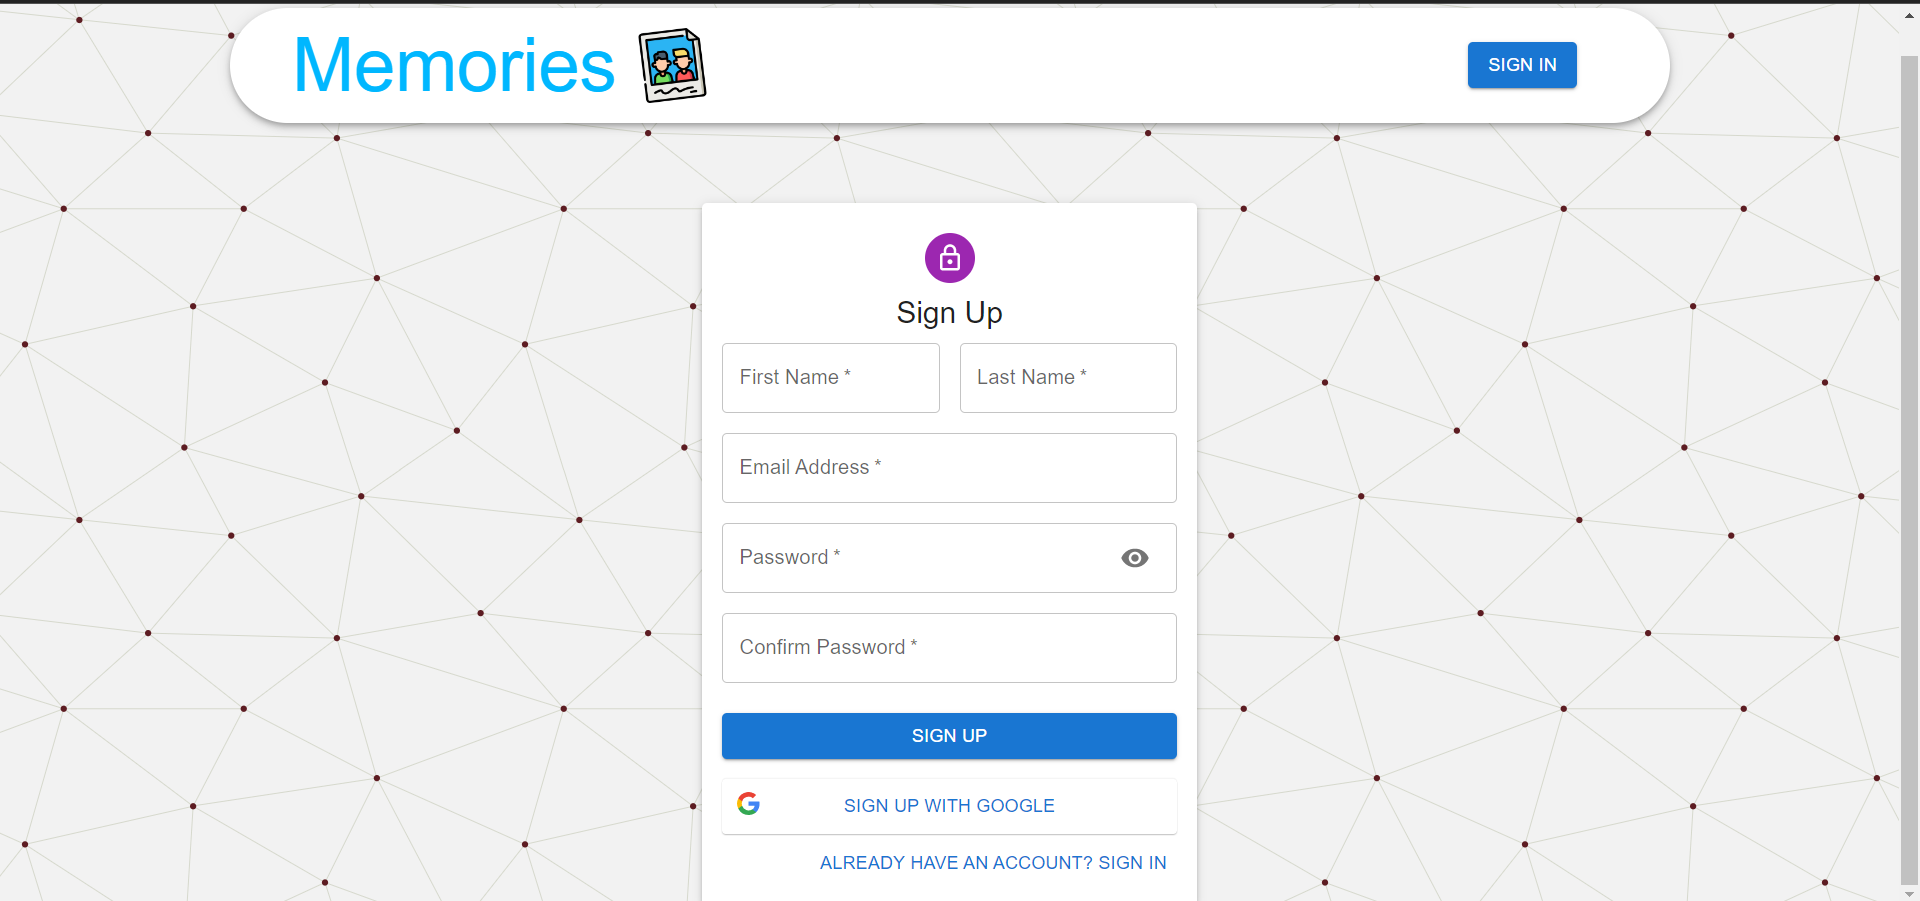 Memories
SIGN IN
Sign Up
First Name *
Last Name *
Email Address *
Password *
Confirm Password *
SIGN UP
SIGN UP WITH GOOGLE
ALREADY HAVE AN ACCOUNT? SIGN IN